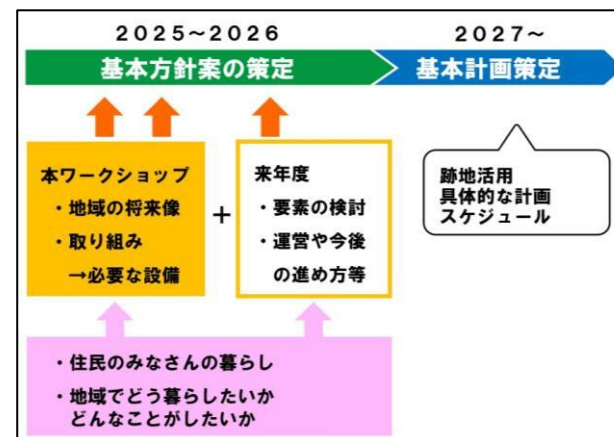 2025～2026
2027～
基本方針案の策定
基本計画策定
本ワークショップ
・地域の将来像
・取り組み
→必要な設備
+
来年度
・要素の検討
・運営や今後
の進め方等
跡地活用
具体的な計画
スケジュール
・住民のみなさんの暮らし
・地域でどう暮らしたいか
どんなことがしたいか